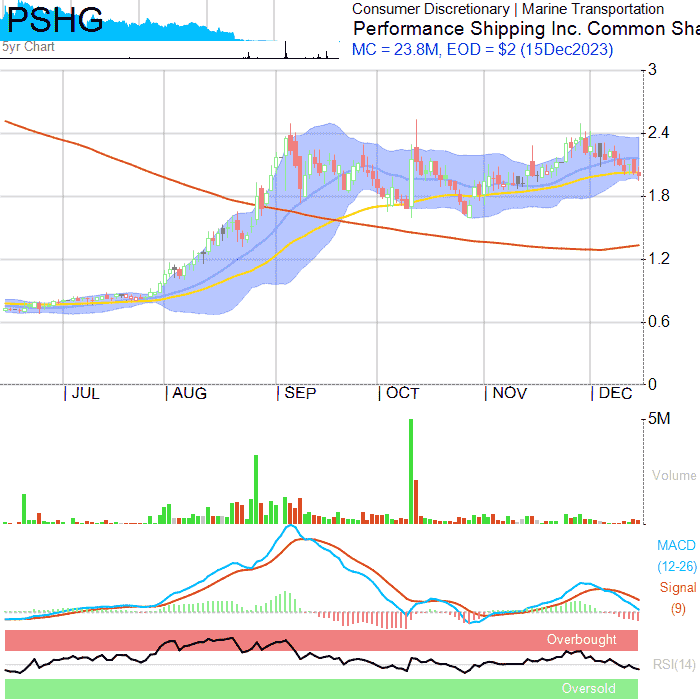 PSHG
5yr Chart
Consumer Discretionary | Marine Transportation
Performance Shipping Inc. Common Sha
MC = 23.8M, EOD = $2 (15Dec2023)
3
2.4
1.8
1.2
0.6
0
JUL AUG SEP OCT NOV DEC
5M
Volume
MACD
(12-26)
Signal
(9)
Overbought
RSI(14)
Oversold